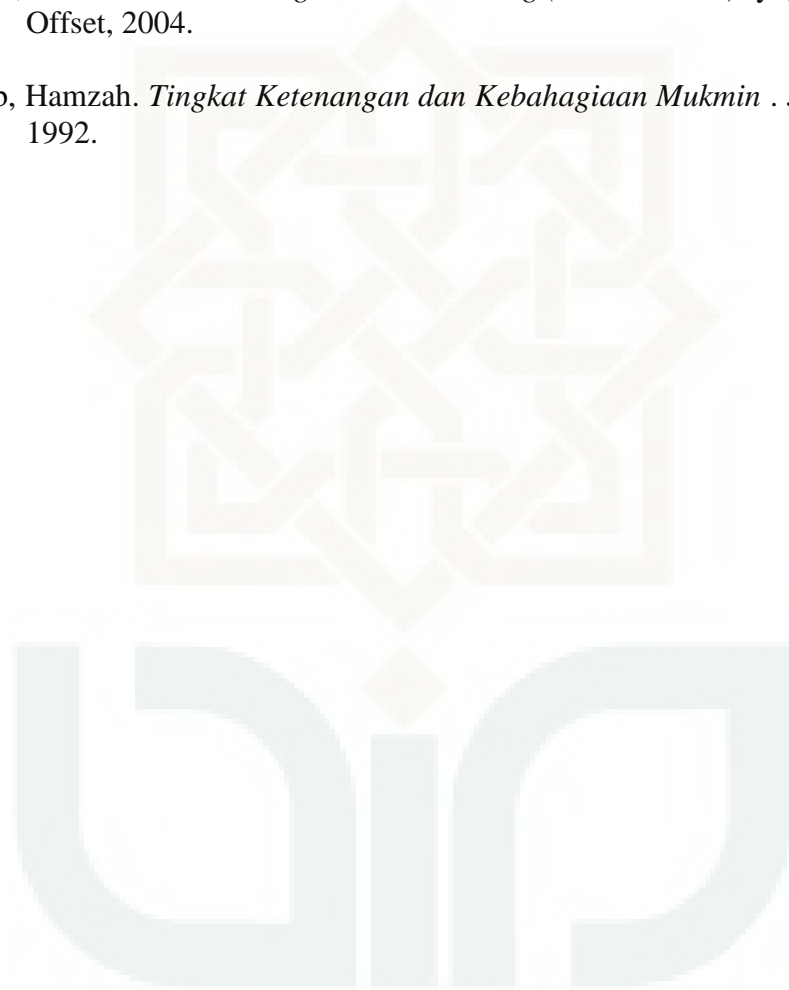 Offset, 2004.
Hamzah. Tingkat Ketenangan dan Kebahagiaan Mukmin . .
1992.